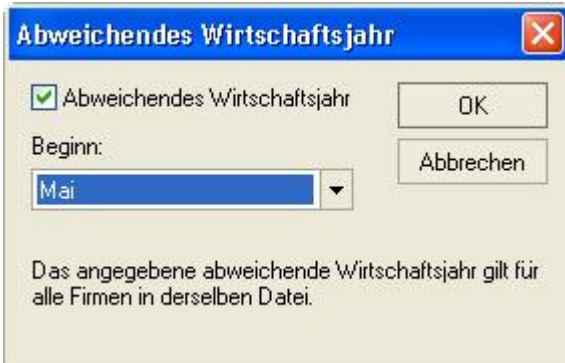 Abweichendes Wirtschaftsjahr
Abweichendes Wirtschaftsjahr
OK
Beginn:
Abbrechen
Mai
Das angegebene abweichende Wirtschaftsjahr gilt für
alle Firmen in derselben Datei.